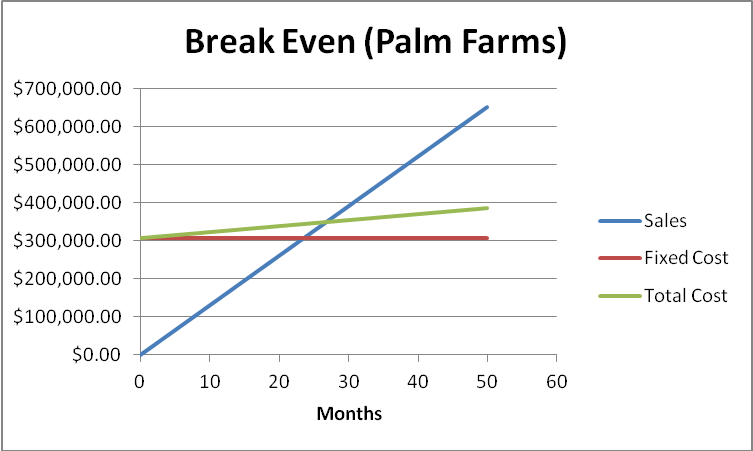 Break Even (Palm Farms)
$700,000.00
$600,000.00
$500,000.00
$400,000.00
$300,000.00
$200,000.00
$100,000.00
$0.00
0 10 20 30 40 50 60
Months
Sales
Fixed Cost
Total Cost